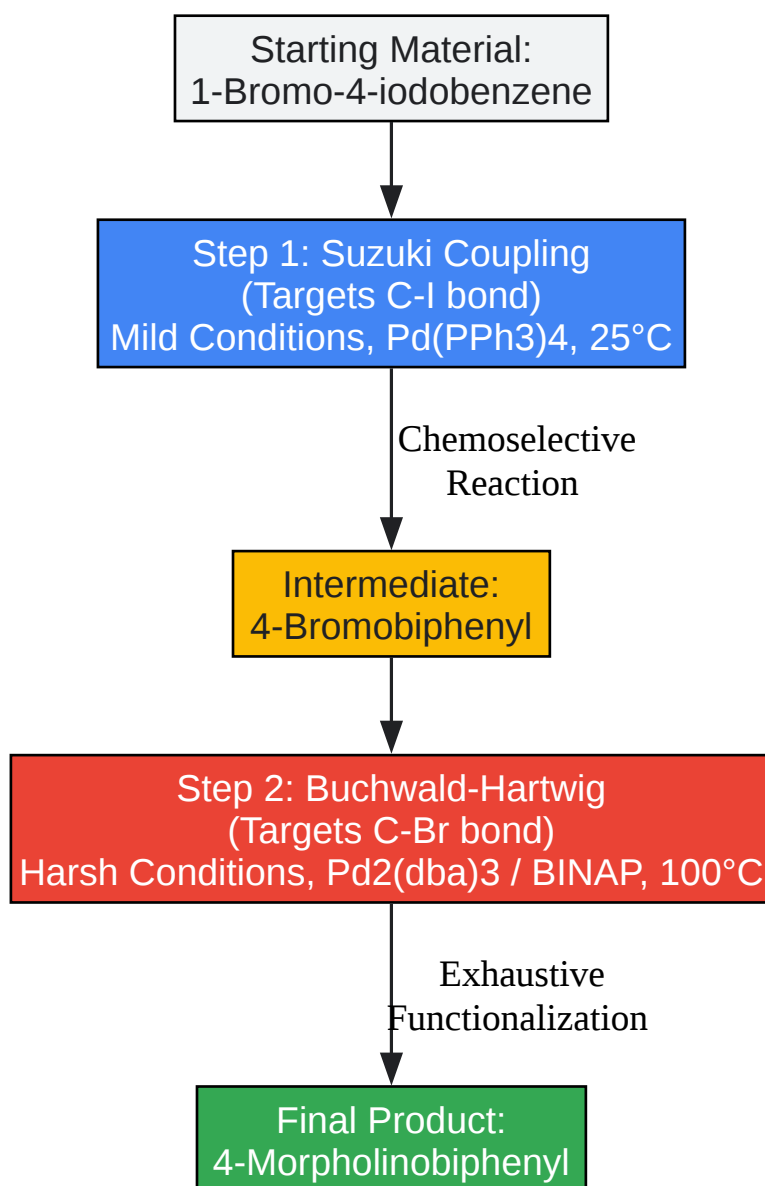 Starting Material:
1-Bromo-4-iodobenzene
Step 1: Suzuki Coupling
(Targets C-I bond)
Mild Conditions, Pd(PPh3)4, 25°C
Chemoselective
Reaction
Intermediate:
4-Bromobiphenyl
Step 2: Buchwald-Hartwig
(Targets C-Br bond)
Harsh Conditions, Pd2(dba)3 / BINAP, 100°C
Exhaustive
Functionalization
Final Product:
4-Morpholinobiphenyl